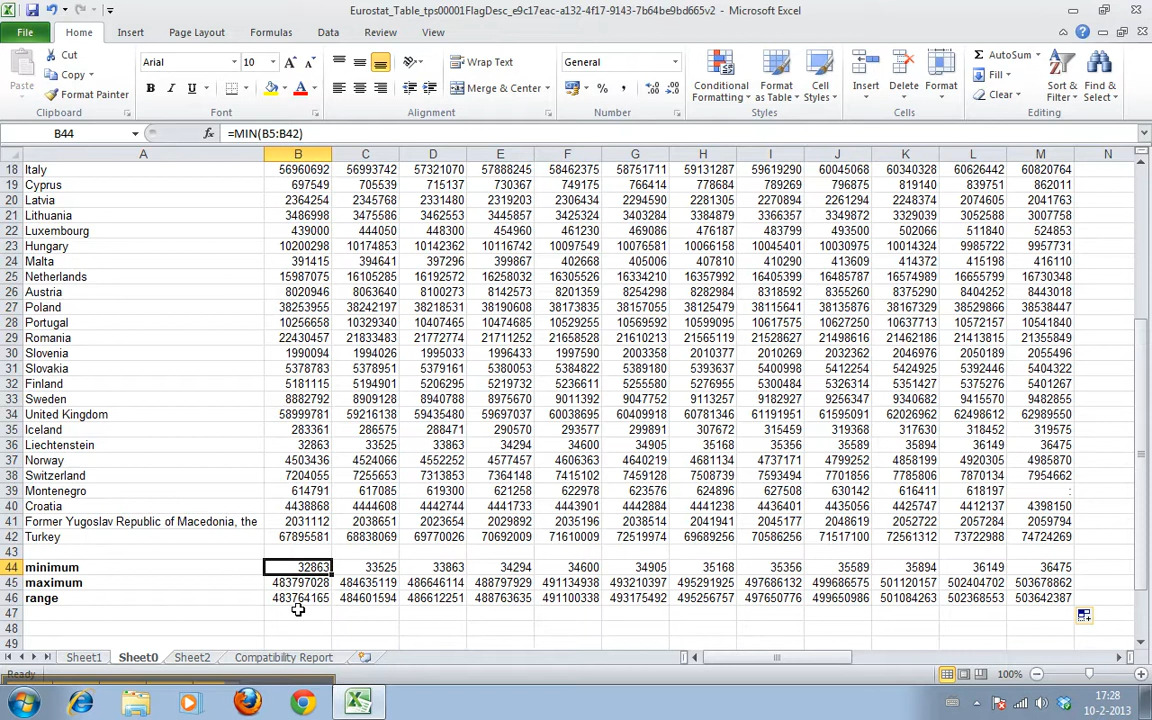 Eurostat_Table_tps00001FlagDesc_e9c17eac-a132-4f17-9143-7b64be9bd665v2 - Microsoft Excel
File Home Insert Page Layout Formulas Data Review View
Cut
Copy
Format Painter
Paste
Clipboard
Arial 10
B I U
Font
Wrap Text
Merge & Center
Alignment
General
Number
Conditional Formatting
Format as Table
Cell Styles
Styles
Insert Delete Format
Cells
AutoSum
Fill
Clear
Sort & Filter
Find & Select
Editing
B44 fx =MIN(B5:B42)
A B C D E F G H I J K L M N
18 Italy 56960692 56993742 57321070 57888245 58462375 58751711 59131287 59619290 60045068 60340328 60626442 60820764
19 Cyprus 697549 705539 715137 730367 749175 766414 778684 789269 796875 819140 839751 862011
20 Latvia 2364254 2345768 2331480 2319203 2306434 2294590 2281305 2270894 2261294 2248374 2074605 2041763
21 Lithuania 3486998 3475586 3462553 3445857 3425324 3403284 3384879 3366357 3349872 3329039 3052588 3007758
22 Luxembourg 439000 444050 448300 454960 461230 469086 476187 483799 493500 502066 511840 524853
23 Hungary 10200298 10174853 10142362 10116742 10097549 10076581 10066158 10045401 10030975 10014324 9985722 9957731
24 Malta 391415 394641 397296 399867 402668 405006 407810 410290 413609 414372 415198 416110
25 Netherlands 15987075 16105285 16192572 16258032 16305526 16334210 16357992 16405399 16485787 16574989 16655799 16730348
26 Austria 8020946 8063640 8100273 8142573 8201359 8254298 8282984 8318592 8355260 8375290 8404252 8443018
27 Poland 38253955 38242197 38218531 38190608 38173835 38157055 38125479 38115641 38135876 38167329 38529866 38538447
28 Portugal 10256658 10329340 10407465 10474685 10529255 10569592 10599095 10617575 10627250 10637713 10572157 10541840
29 Romania 22430457 21833483 21772774 21711252 21658528 21610213 21565119 21528627 21498616 21462186 21413815 21355849
30 Slovenia 1990094 1994026 1995033 1996433 1997590 2003358 2010377 2010269 2032362 2046976 2050189 2055496
31 Slovakia 5378783 5378951 5379161 5380053 5384822 5389180 5393637 5400998 5412254 5424925 5392446 5404322
32 Finland 5181115 5194901 5206295 5219732 5236611 5255580 5276955 5300484 5326314 5351427 5375276 5401267
33 Sweden 8882792 8909128 8940788 8975670 9011392 9047752 9113257 9182927 9256347 9340682 9415570 9482855
34 United Kingdom 58999781 59216138 59435480 59697037 60038695 60409918 60781346 61191951 61595091 62026962 62498612 62989550
35 Iceland 283361 286575 288471 290570 293577 299891 307672 315459 319368 317630 318452 319575
36 Liechtenstein 32863 33525 33863 34294 34600 34905 35168 35356 35589 35894 36149 36475
37 Norway 4503436 4524066 4552252 4577457 4606363 4640219 4681134 4737171 4799252 4858199 4920305 4985870
38 Switzerland 7204055 7255653 7313853 7364148 7415102 7459128 7508739 7593494 7701856 7785806 7870134 7954662
39 Montenegro 614791 617085 619300 621258 622978 623576 624896 627508 630142 616411 618197 :
40 Croatia 4438868 4444608 4442744 4441733 4443901 4442884 4441238 4436401 4435056 4425747 4412137 4398150
41 Former Yugoslav Republic of Macedonia, the 2031112 2038651 2023654 2029892 2035196 2038514 2041941 2045177 2048619 2052722 2057284 2059794
42 Turkey 67895581 68838069 69770026 70692009 71610009 72519974 69689256 70586256 71517100 72561312 73722988 74724269
43
44 minimum 32863 33525 33863 34294 34600 34905 35168 35356 35589 35894 36149 36475
45 maximum 483797028 484635119 486646114 488797929 491134938 493210397 495291925 497686132 499686575 501120157 502404702 503678862
46 range 483764165 484601594 486612251 488763635 491100338 493175492 495256757 497650776 499650986 501084263 502368553 503642387
47
48
49
Sheet1 Sheet0 Sheet2 Compatibility Report
Ready 100%
17:28
10-2-2013